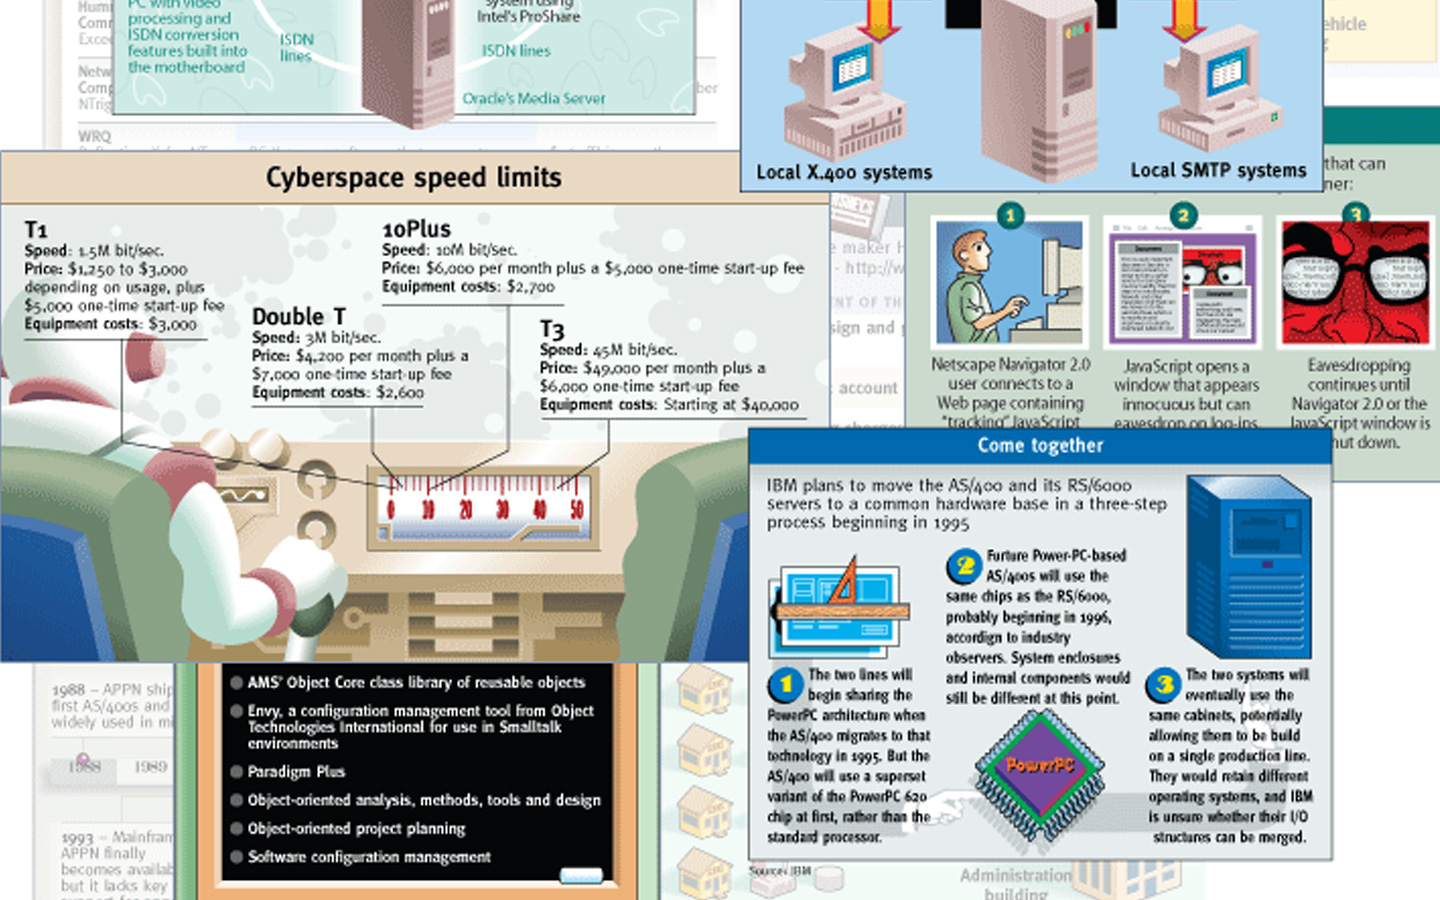 PC with video
processing and
ISDN conversion
features built into
the motherboard
ISDN
lines
system using
Intel's ProShare
ISDN lines
Oracle's Media Server
WRQ
Local X.400 systems
Local SMTP systems
Cyberspace speed limits
T1
Speed: 1.5M bit/sec.
Price: $1,250 to $3,000
depending on usage, plus
$5,000 one-time start-up fee
Equipment costs: $3,000
Double T
Speed: 3M bit/sec.
Price: $4,200 per month plus a
$7,000 one-time start-up fee
Equipment costs: $2,600
10Plus
Speed: 10M bit/sec.
Price: $6,000 per month plus a $5,000 one-time start-up fee
Equipment costs: $2,700
T3
Speed: 45M bit/sec.
Price: $49,000 per month plus a
$6,000 one-time start-up fee
Equipment costs: Starting at $40,000
0 10 20 30 40 50
that can
1
Netscape Navigator 2.0
user connects to a
Web page containing
"tracking" JavaScript
2
Document
Document
JavaScript opens a
window that appears
innocuous but can
eavesdrop on log-ins,
3
Eavesdropping
continues until
Navigator 2.0 or the
JavaScript window is
hut down.
account
Come together
IBM plans to move the AS/400 and its RS/6000
servers to a common hardware base in a three-step
process beginning in 1995
1 The two lines will
begin sharing the
PowerPC architecture when
the AS/400 migrates to that
technology in 1995. But the
AS/400 will use a superset
variant of the PowerPC 620
chip at first, rather than the
standard processor.
2 Furture Power-PC-based
AS/400s will use the
same chips as the RS/6000,
probably beginning in 1996,
accordign to industry
observers. System enclosures
and internal components would
still be different at this point.
PowerPC
3 The two systems will
eventually use the
same cabinets, potentially
allowing them to be build
on a single production line.
They would retain different
operating systems, and IBM
is unsure whether their I/O
structures can be merged.
Source: IBM
AMS' Object Core class library of reusable objects
Envy, a configuration management tool from Object
Technologies International for use in Smalltalk
environments
Paradigm Plus
Object-oriented analysis, methods, tools and design
Object-oriented project planning
Software configuration management
1988 – APPN ship
first AS/400s and
widely used in mi
1988 1989
1993 – Mainfram
APPN finally
becomes availab
but it lacks key
Administration
building